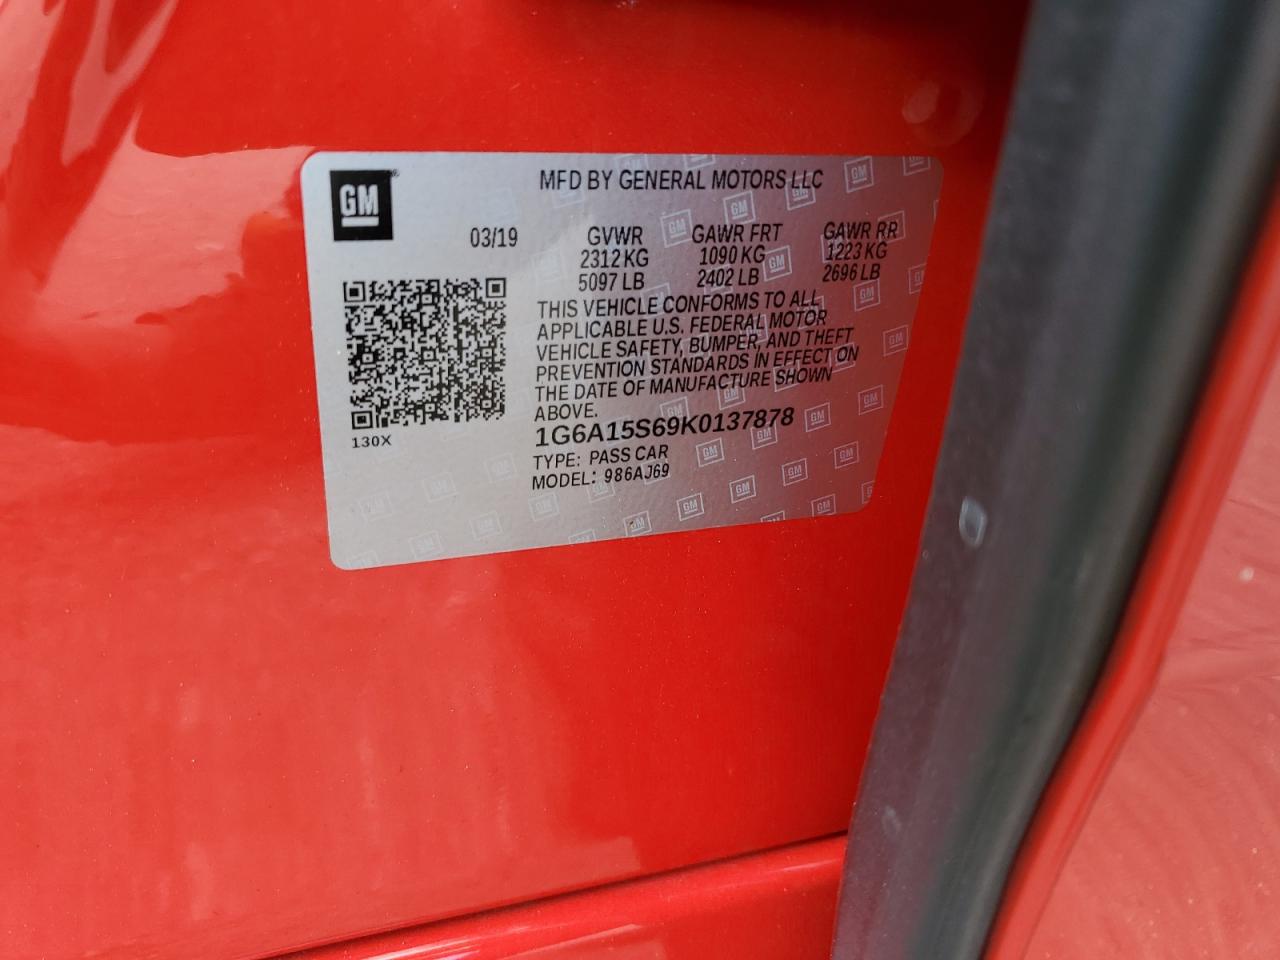 GM
MFD BY GENERAL MOTORS LLC
03/19
GVWR GAWR FRT GAWR RR
2312 KG 1090 KG 1223 KG
5097 LB 2402 LB 2696 LB
THIS VEHICLE CONFORMS TO ALL
APPLICABLE U.S. FEDERAL MOTOR
VEHICLE SAFETY, BUMPER, AND THEFT
PREVENTION STANDARDS IN EFFECT ON
THE DATE OF MANUFACTURE SHOWN
ABOVE.
130X
1G6A15S69K0137878
TYPE: PASS CAR
MODEL: 986AJ69